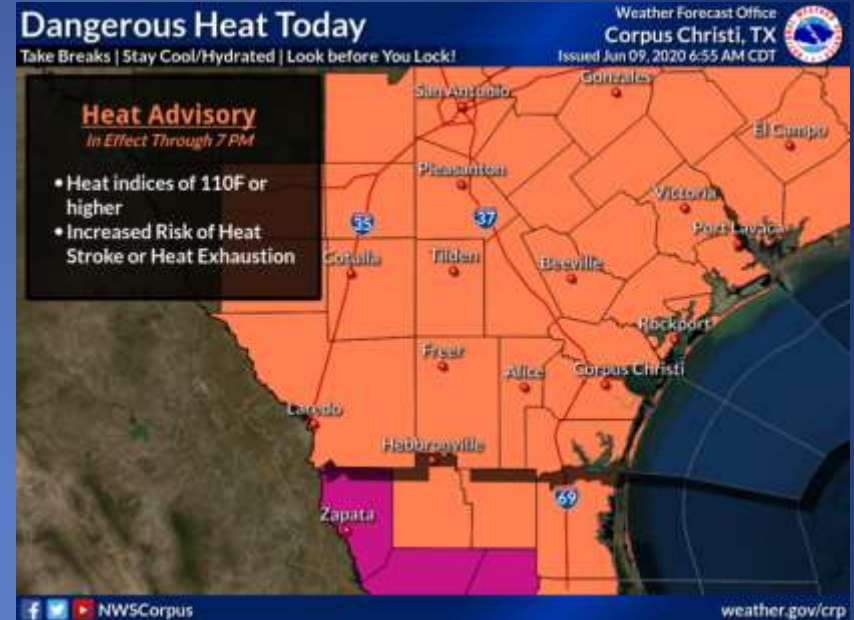 Dangerous Heat Today
Take Breaks | Stay Cool/Hydrated | Look before You Lock!
Weather Forecast Office
Corpus Christi, TX
Issued Jun 09, 2020 6:55 AM CDT
Heat Advisory
In Effect Through 7 PM
• Heat indices of 110F or
higher
• Increased Risk of Heat
Stroke or Heat Exhaustion
San Antonio
Gonzales
El Campo
Pleasanton
Victoria
35
37
Port Lavaca
Cotulla
Tilden
Beeville
Rockport
Freer
Alice
Corpus Christi
Laredo
Hebbronville
69
Zapata
NWSCorpus
weather.gov/crp